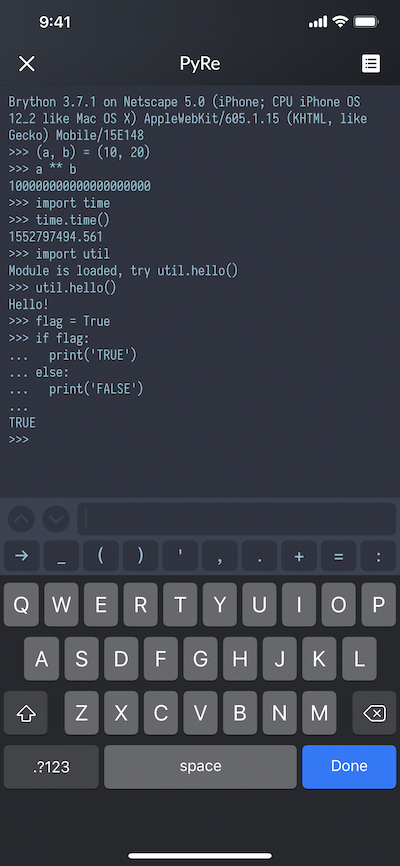 9:41
PyRe
Brython 3.7.1 on Netscape 5.0 (iPhone; CPU iPhone OS
12_2 like Mac OS X) AppleWebKit/605.1.15 (KHTML, like
Gecko) Mobile/15E148
>>> (a, b) = (10, 20)
>>> a ** b
100000000000000000000
>>> import time
>>> time.time()
1552797494.561
>>> import util
Module is loaded, try util.hello()
>>> util.hello()
Hello!
>>> flag = True
>>> if flag:
...   print('TRUE')
... else:
...   print('FALSE')
...
TRUE
>>>
→ _ ( ) ' , . + = :
Q W E R T Y U I O P
A S D F G H J K L
Z X C V B N M
.?123 space Done